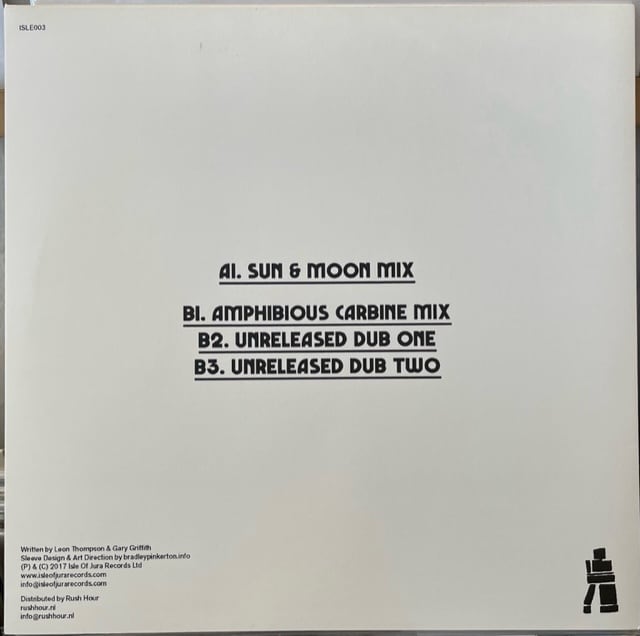 ISLE003
A1. SUN & MOON MIX
B1. AMPHIBIOUS CARBINE MIX
B2. UNRELEASED DUB ONE
B3. UNRELEASED DUB TWO
Written by Leon Thompson & Gary Griffith
Sleeve Design & Art Direction by bradleypinkerton.info
(P) & (C) 2017 Isle Of Jura Records Ltd
www.isleofjurarecords.com
info@isleofjurarecords.com
Distributed by Rush Hour
rushhour.nl
info@rushhour.nl